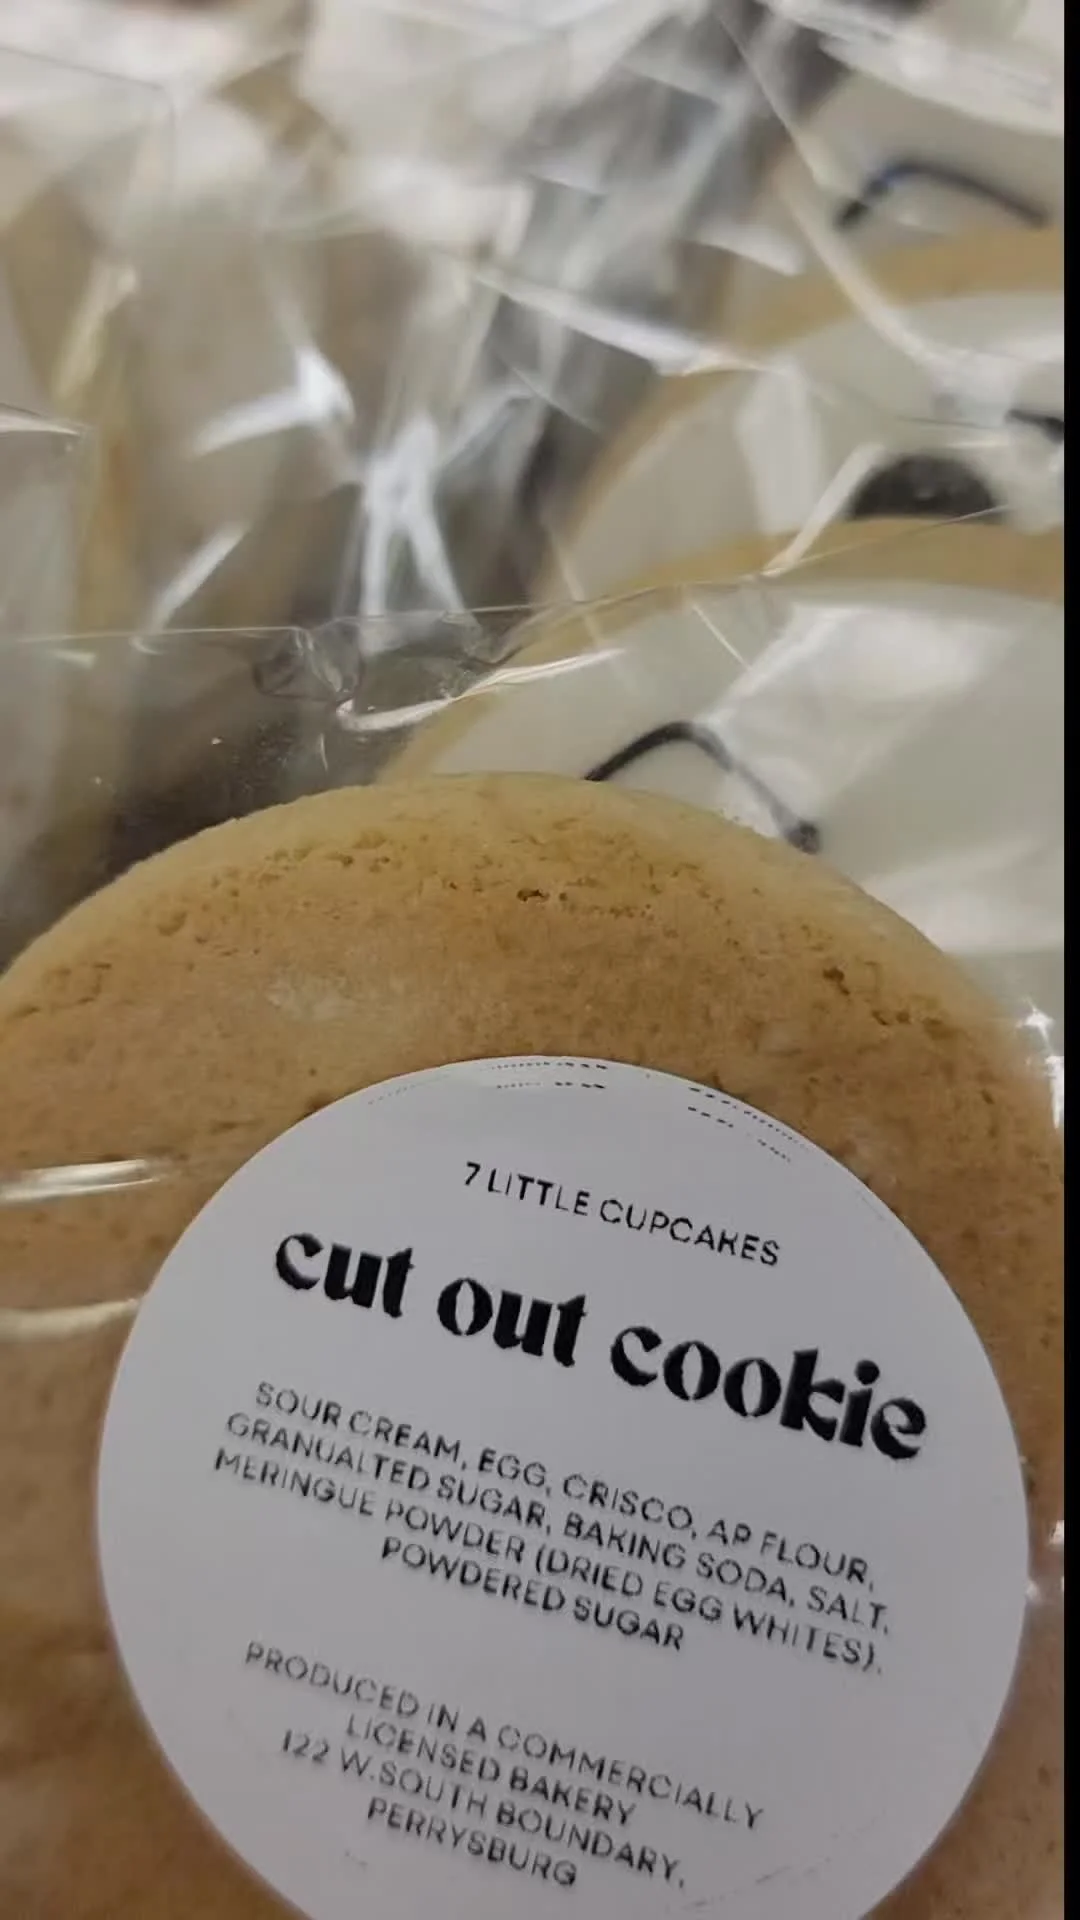 7 LITTLE CUPCAKES
cut out cookie
SOUR CREAM, EGG, CRISCO, AP FLOUR,
GRANUALTED SUGAR, BAKING SODA, SALT,
MERINGUE POWDER (DRIED EGG WHITES),
POWDERED SUGAR
PRODUCED IN A COMMERCIALLY
LICENSED BAKERY
122 W.SOUTH BOUNDARY,
PERRYSBURG